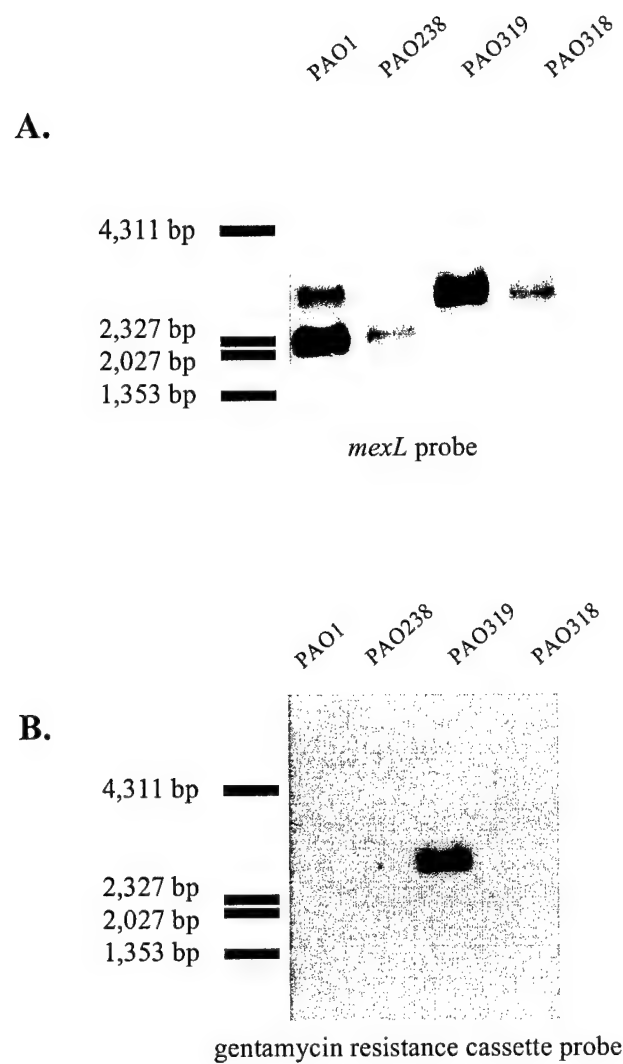 PAO1 PAO238 PAO319 PAO318
A.
4,311 bp
2,327 bp
2,027 bp
1,353 bp
mexL probe
PAO1 PAO238 PAO319 PAO318
B.
4,311 bp
2,327 bp
2,027 bp
1,353 bp
gentamycin resistance cassette probe